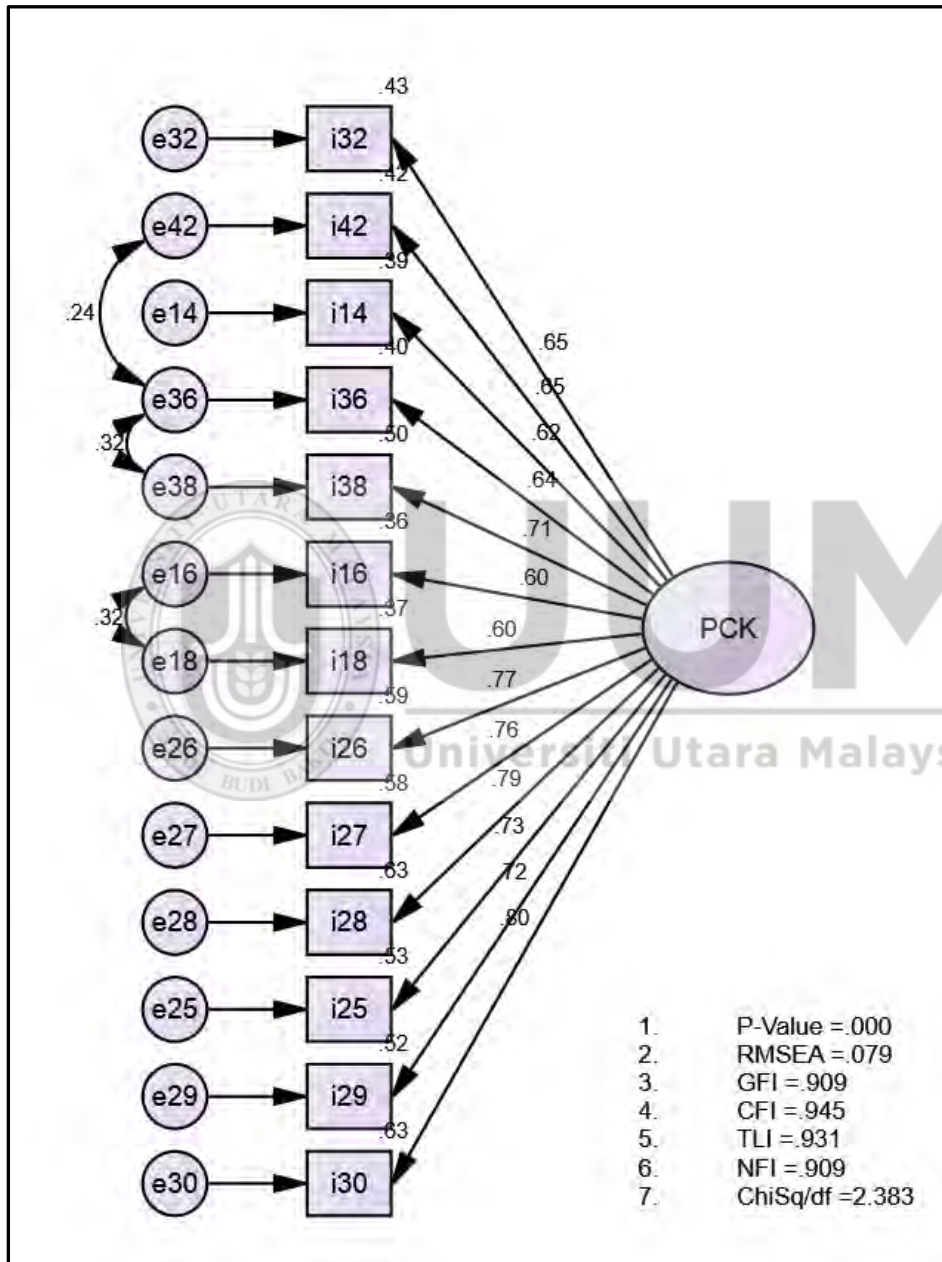 .43
e32 i32
.42
e42 i42
.39
.24 e14 i14 .65
.40
e36 i36 .65
.50 .62
.32 .64
e38 i38
.36 .71
e16 i16 .60
.37
.32 PCK
e18 i18 .60
.59 .77
e26 i26 .76
.58 .79
e27 i27 .73
.63 .72
e28 i28 .80
.53
e25 i25
.52
e29 i29
.63
e30 i30
1. P-Value =.000
2. RMSEA =.079
3. GFI =.909
4. CFI =.945
5. TLI =.931
6. NFI =.909
7. ChiSq/df =2.383
UUM
Universiti Utara Malays